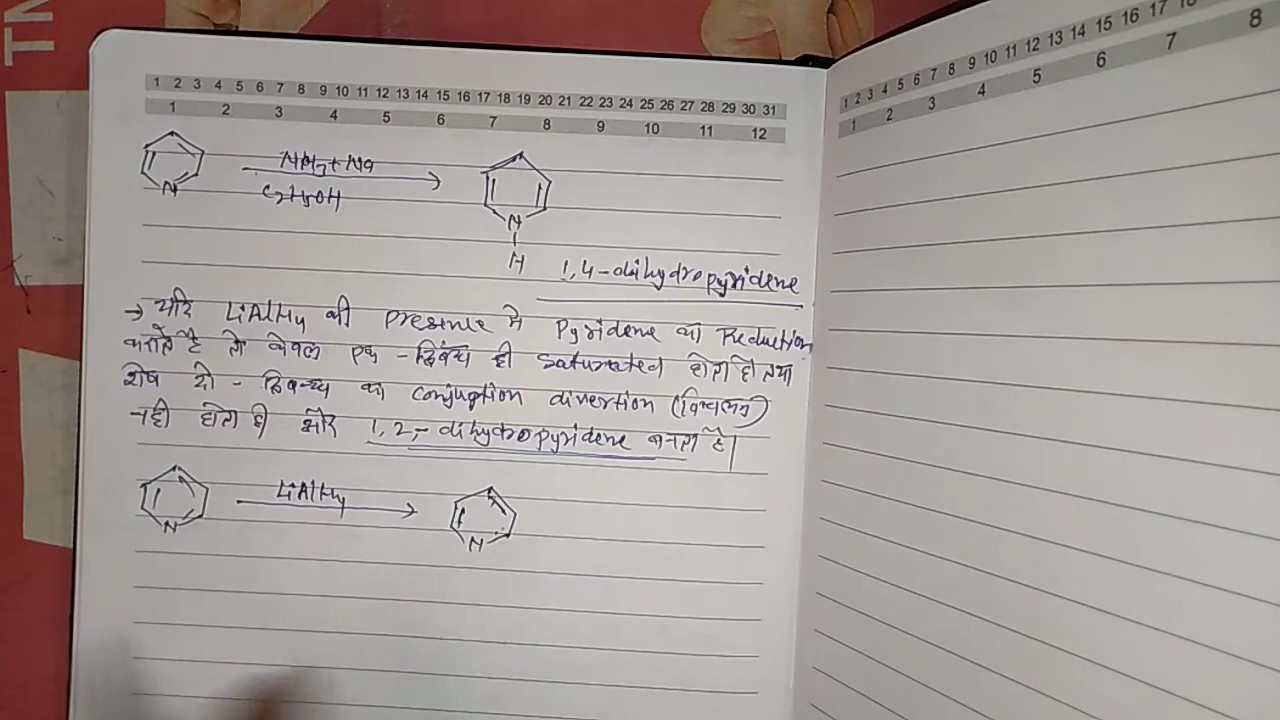 TM
1 2 3 4 5 6 7 8 9 10 11 12 13 14 15 16 17 18 19 20 21 22 23 24 25 26 27 28 29 30 31
1 2 3 4 5 6 7 8 9 10 11 12
N
NH3+Na
C2H5OH
N
H
1,4-dihydropyridene
→ यदि LiAlH4 की presence मे Pyridene का Reduction
कराते है तो केवल एक - द्विबंध ही saturated होता है तथा
शेष दो - द्विबन्ध का conjuption divertion (विचलन)
नही होता है और 1,2,- dihydropyridene बनता है|
N
LiAlH4
N
1 2 3 4 5 6 7 8 9 10 11 12 13 14 15 16 17 18
1 2 3 4 5 6 7 8